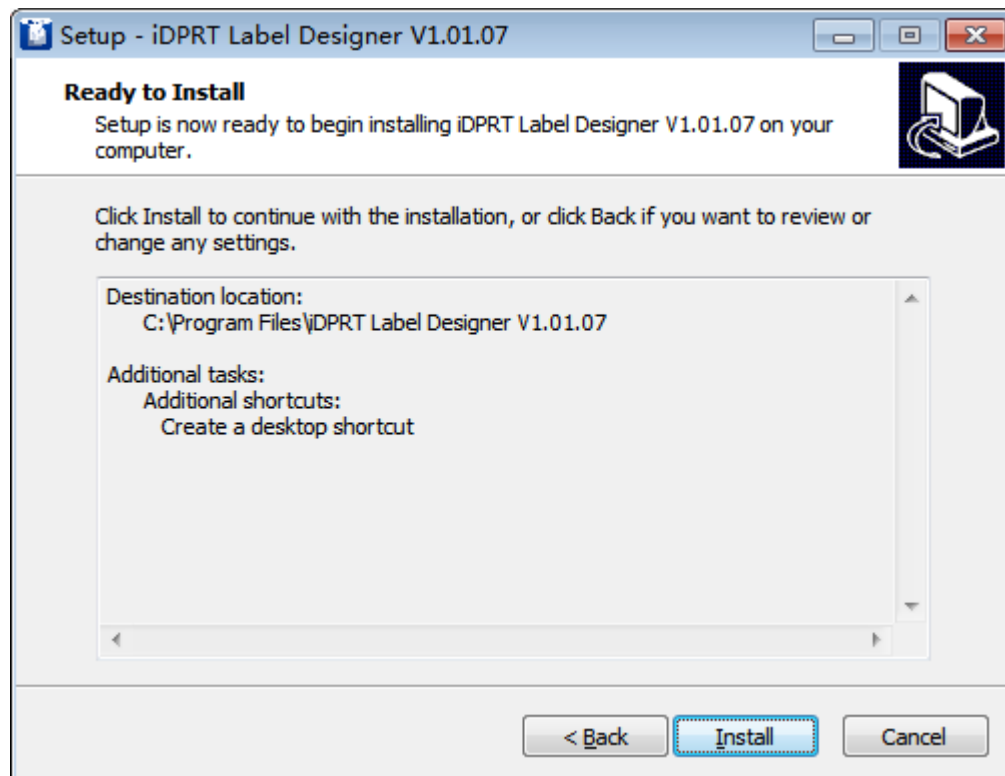 Setup - iDPRT Label Designer V1.01.07
Ready to Install
Setup is now ready to begin installing iDPRT Label Designer V1.01.07 on your
computer.
Click Install to continue with the installation, or click Back if you want to review or
change any settings.
Destination location:
C:\Program Files\iDPRT Label Designer V1.01.07
Additional tasks:
Additional shortcuts:
Create a desktop shortcut
< Back
Install
Cancel